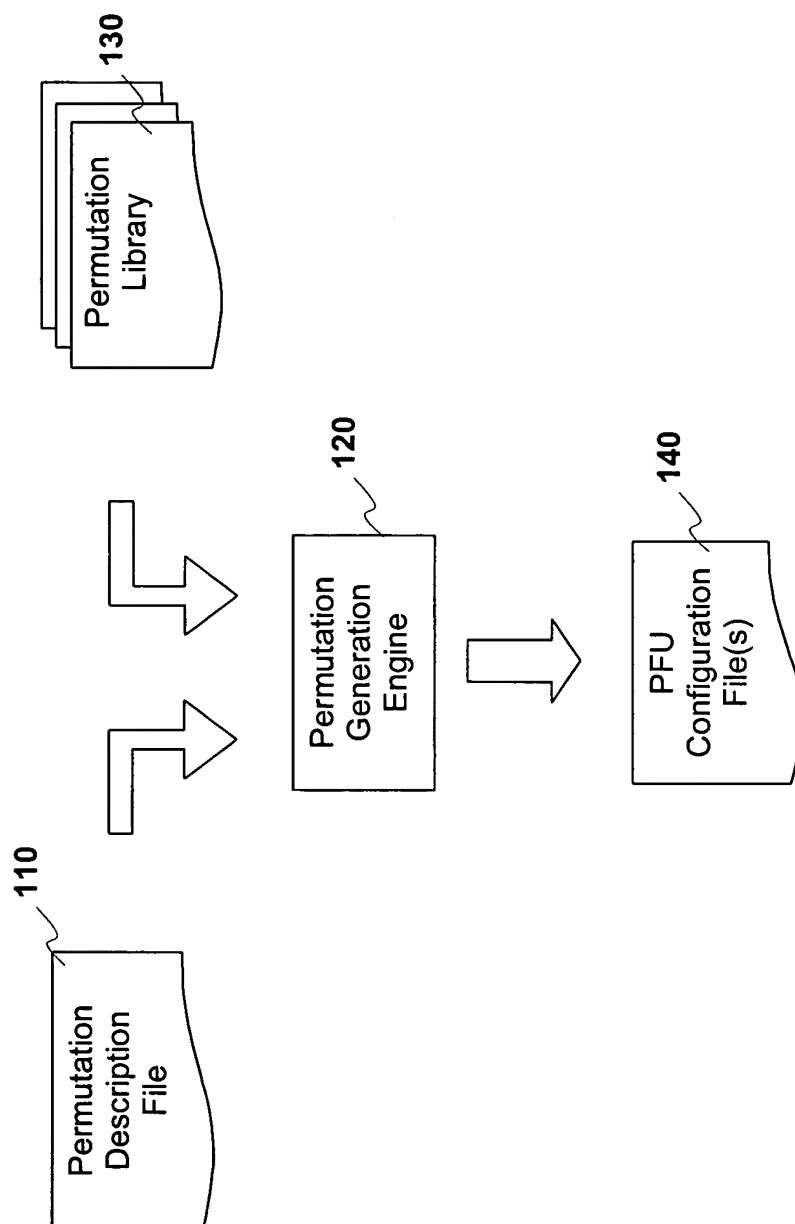 110
Permutation
Description
File
130
Permutation
Library
120
Permutation
Generation
Engine
140
PFU
Configuration
File(s)